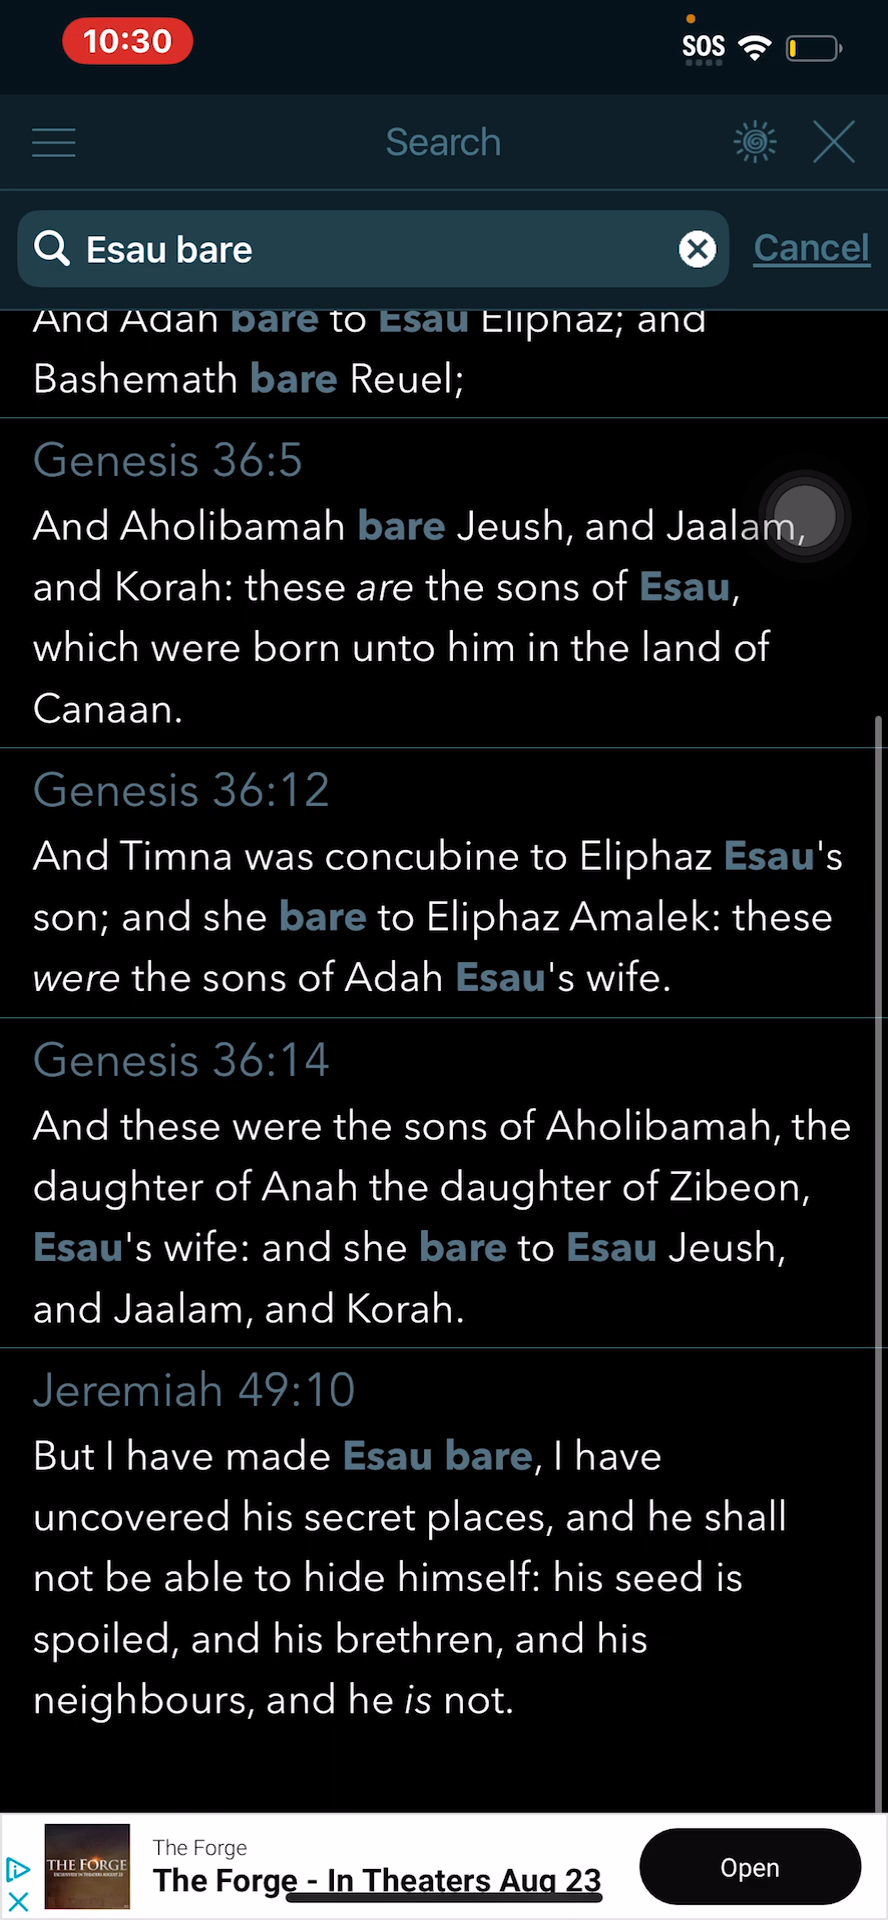 10:30
SOS
Search
Esau bare
Cancel
And Adah bare to Esau Eliphaz; and
Bashemath bare Reuel;
Genesis 36:5
And Aholibamah bare Jeush, and Jaalam,
and Korah: these are the sons of Esau,
which were born unto him in the land of
Canaan.
Genesis 36:12
And Timna was concubine to Eliphaz Esau's
son; and she bare to Eliphaz Amalek: these
were the sons of Adah Esau's wife.
Genesis 36:14
And these were the sons of Aholibamah, the
daughter of Anah the daughter of Zibeon,
Esau's wife: and she bare to Esau Jeush,
and Jaalam, and Korah.
Jeremiah 49:10
But I have made Esau bare, I have
uncovered his secret places, and he shall
not be able to hide himself: his seed is
spoiled, and his brethren, and his
neighbours, and he is not.
THE FORGE
The Forge
The Forge - In Theaters Aug 23
Open